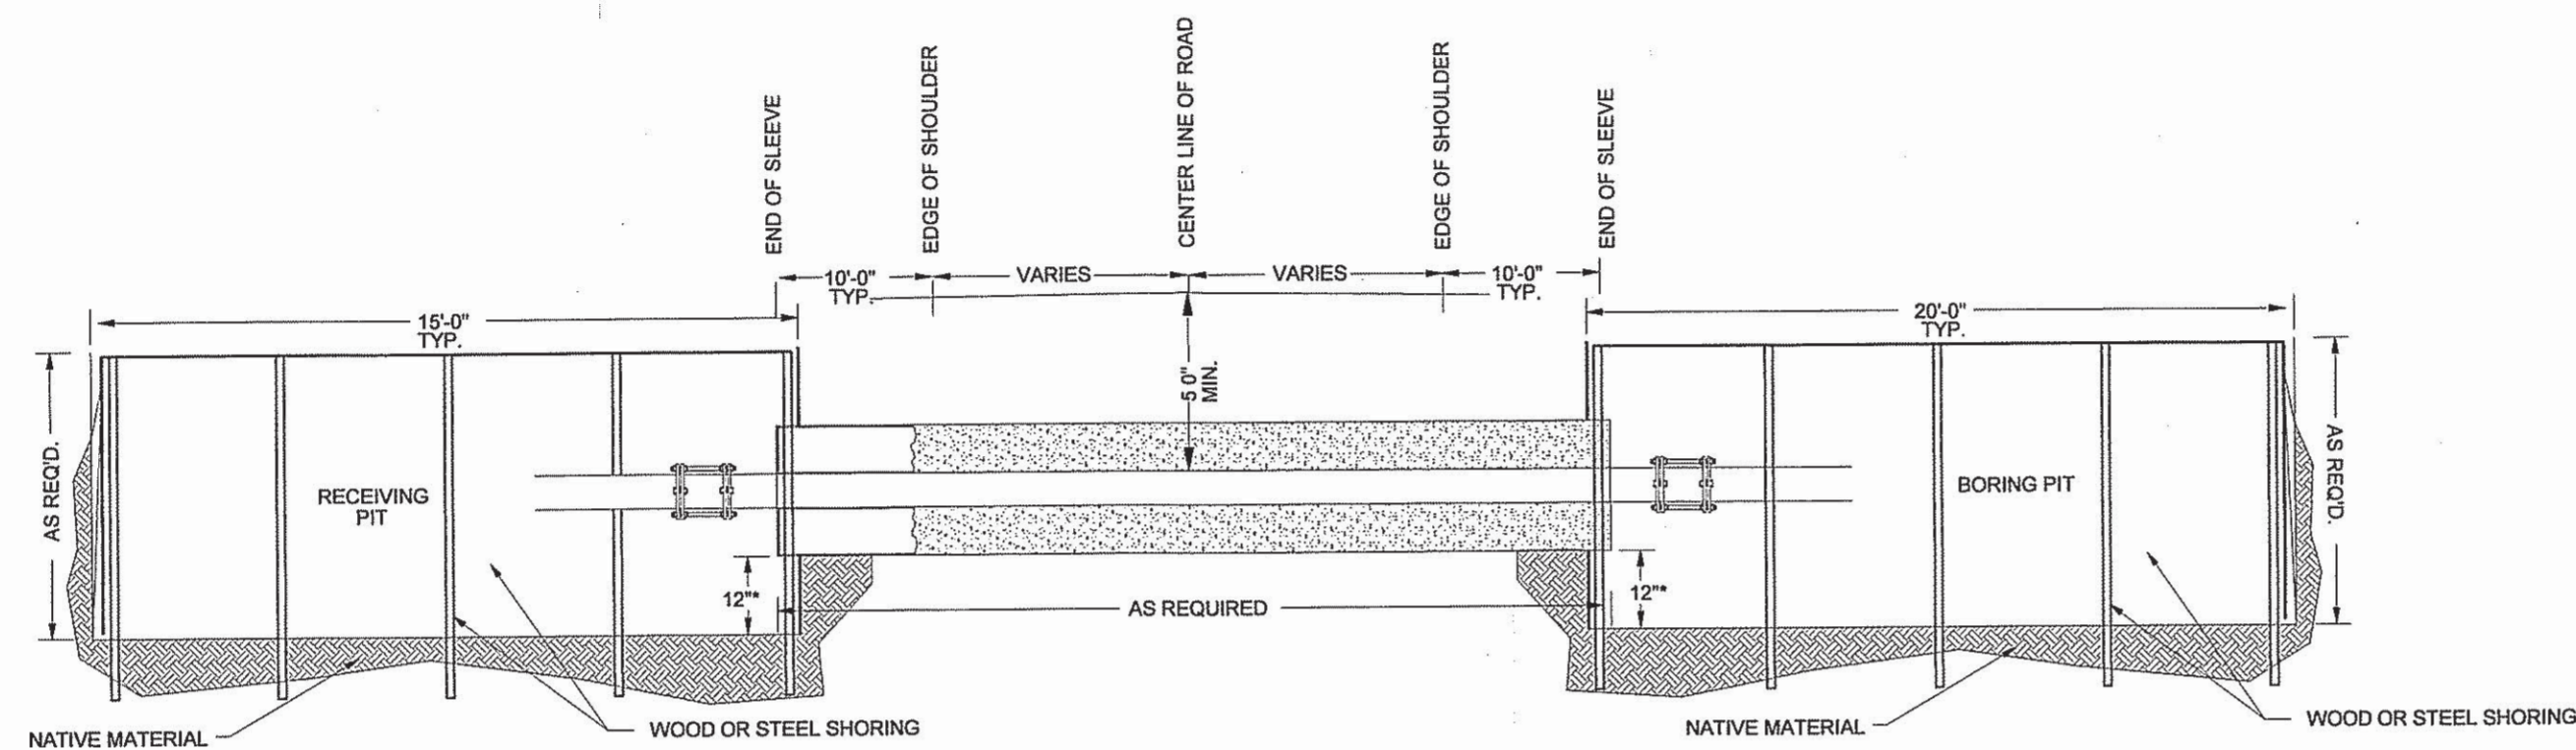 END OF SLEEVE
EDGE OF SHOULDER
CENTER LINE OF ROAD
EDGE OF SHOULDER
END OF SLEEVE
10'-0"
TYP.
VARIES
VARIES
10'-0"
TYP.
15'-0"
TYP.
20'-0"
TYP.
5 0"
MIN.
AS REQ'D.
RECEIVING
PIT
BORING PIT
AS REQ'D.
12"*
AS REQUIRED
12"*
NATIVE MATERIAL
WOOD OR STEEL SHORING
NATIVE MATERIAL
WOOD OR STEEL SHORING